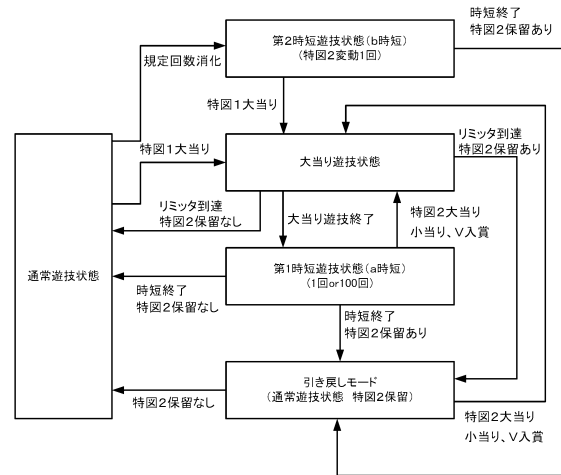 時短終了
特図2保留あり
第2時短遊技状態(b時短)
(特図2変動1回)
規定回数消化
特図1大当り
特図1大当り
リミッタ到達
特図2保留あり
大当り遊技状態
リミッタ到達
特図2保留なし
大当り遊技終了
特図2大当り
小当り、V入賞
通常遊技状態
第1時短遊技状態(a時短)
(1回or100回)
時短終了
特図2保留なし
時短終了
特図2保留あり
引き戻しモード
(通常遊技状態 特図2保留)
特図2保留なし
特図2大当り
小当り、V入賞